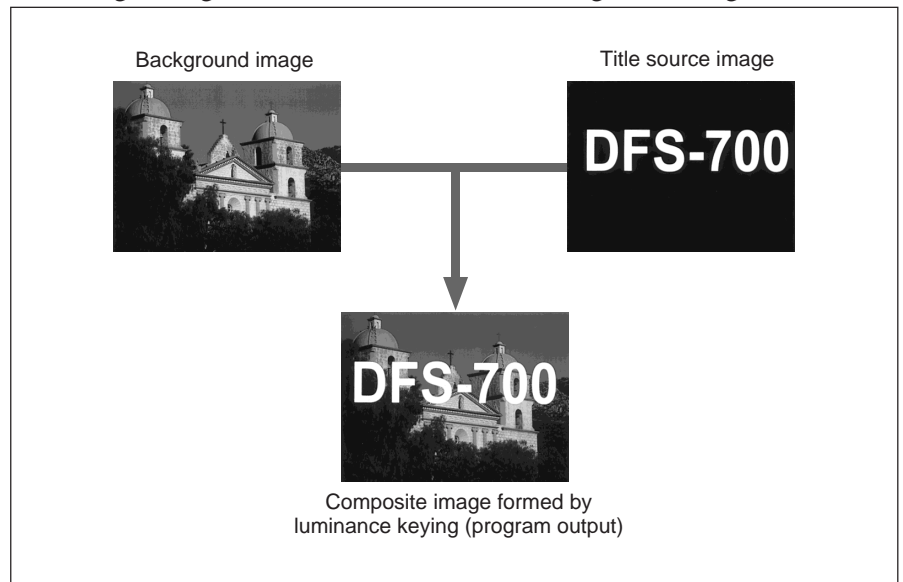 Background image
Title source image
DFS-700
DFS-700
Composite image formed by
luminance keying (program output)